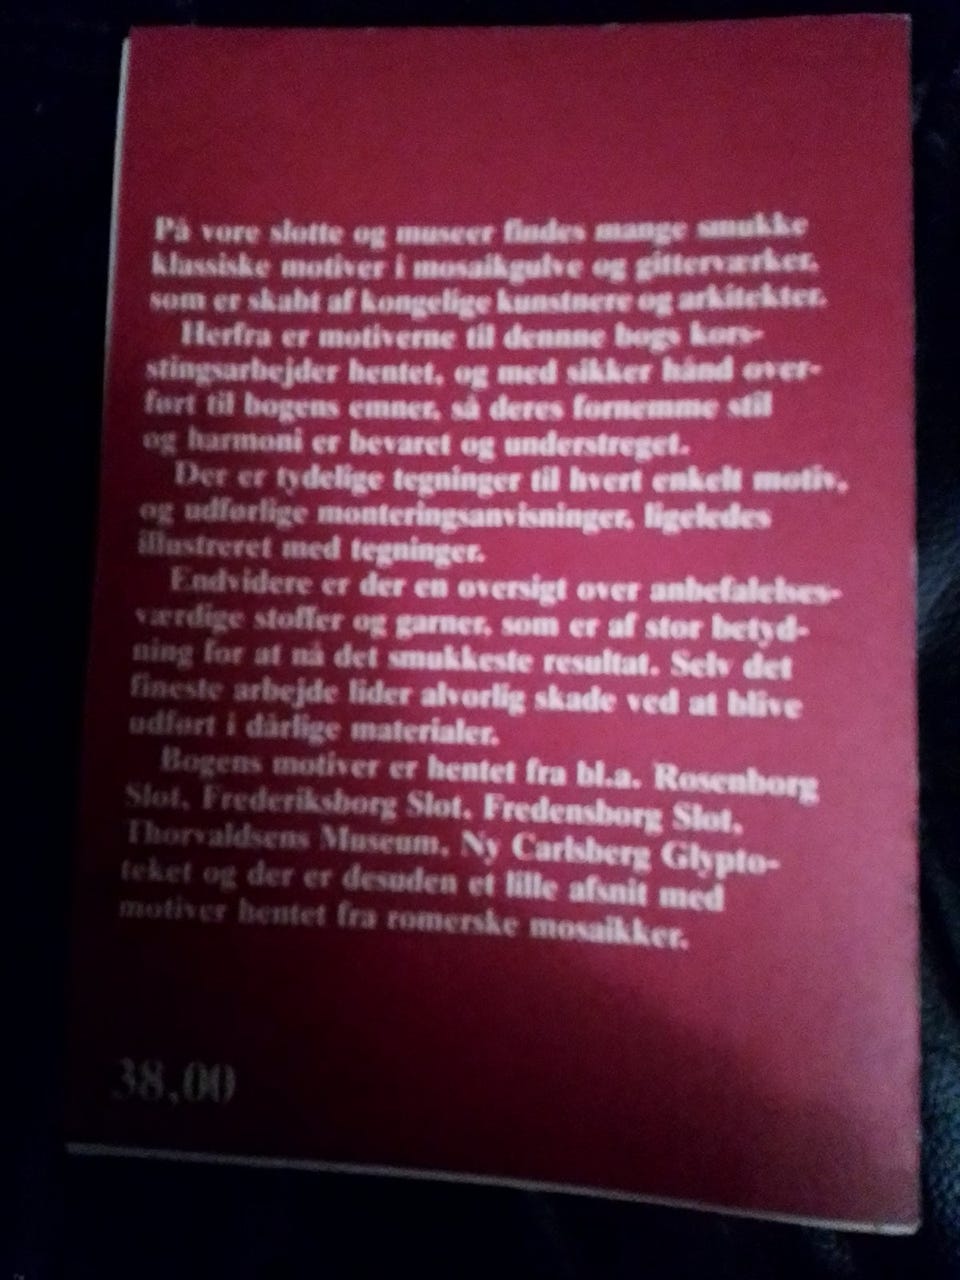 På vore slotte og museer findes mange smukke
klassiske motiver i mosaikgulve og gitterværker,
som er skabt af kongelige kunstnere og arkitekter.
Herfra er motiverne til dennne bogs kors-
stingsarbejder hentet, og med sikker hånd over-
ført til bogens emner, så deres fornemme stil
og harmoni er bevaret og understreget.
Der er tydelige tegninger til hvert enkelt motiv,
og udførlige monteringsanvisninger, ligeledes
illustreret med tegninger.
Endvidere er der en oversigt over anbefalelses-
værdige stoffer og garner, som er af stor betyd-
ning for at nå det smukkeste resultat. Selv det
fineste arbejde lider alvorlig skade ved at blive
udført i dårlige materialer.
Bogens motiver er hentet fra bl.a. Rosenborg
Slot, Frederiksborg Slot, Fredensborg Slot,
Thorvaldsens Museum, Ny Carlsberg Glypto-
teket og der er desuden et lille afsnit med
motiver hentet fra romerske mosaikker.
38,00